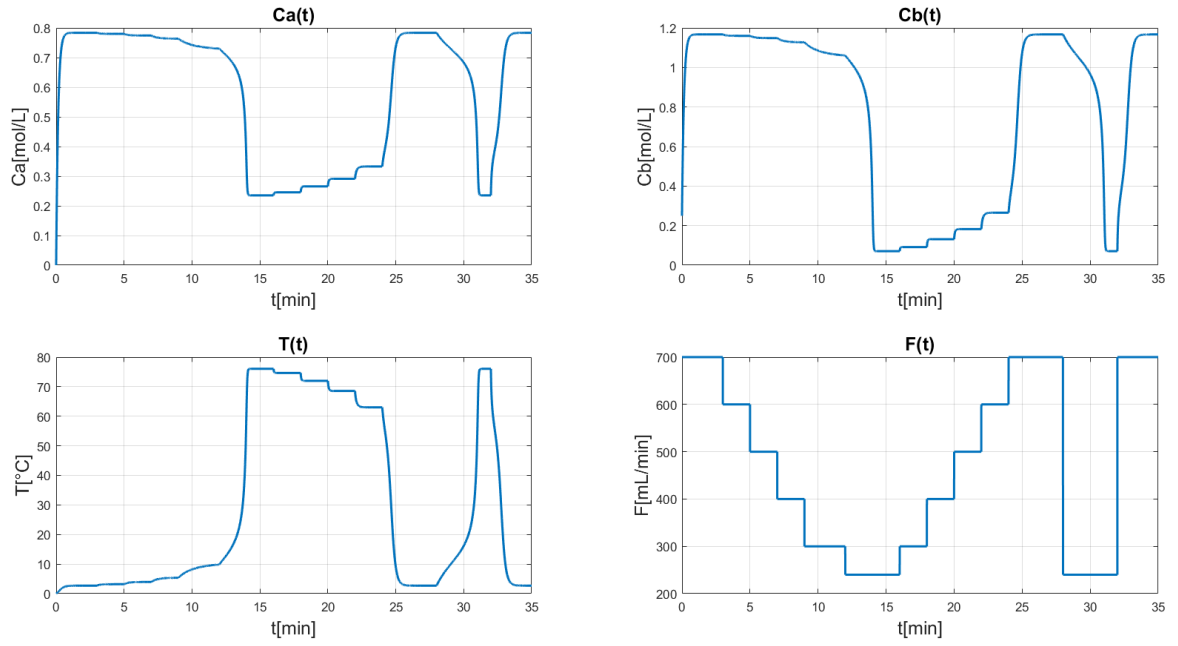 Ca(t)
0.8
0.7
0.6
0.5
0.4
0.3
0.2
0.1
0
Ca[mol/L]
0 5 10 15 20 25 30 35
t[min]
Cb(t)
1.2
1
0.8
0.6
0.4
0.2
0
Cb[mol/L]
0 5 10 15 20 25 30 35
t[min]
T(t)
80
70
60
50
40
30
20
10
0
T[°C]
0 5 10 15 20 25 30 35
t[min]
F(t)
700
600
500
400
300
200
F[mL/min]
0 5 10 15 20 25 30 35
t[min]